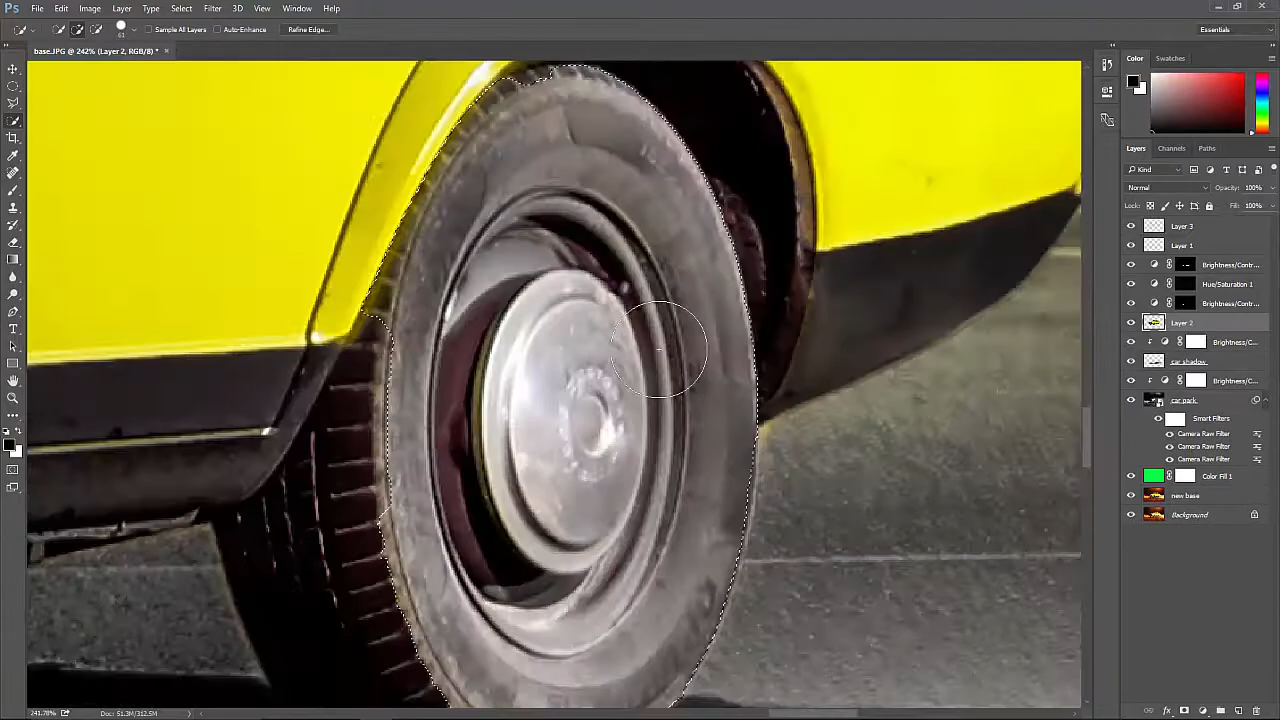 Ps File Edit Image Layer Type Select Filter 3D View Window Help
61 Sample All Layers Auto-Enhance Refine Edge... Essentials
base.JPG @ 242% (Layer 2, RGB/8) * ×
Color Swatches
Layers Channels Paths
Kind
Normal Opacity: 100%
Lock: Fill: 100%
Layer 3
Layer 1
Brightness/Contr...
Hue/Saturation 1
Brightness/Contr...
Layer 2
Brightness/C...
car shadow
Brightness/C...
car park
Smart Filters
Camera Raw Filter
Camera Raw Filter
Camera Raw Filter
Color Fill 1
new base
Background
241.78% Doc: 51.3M/312.5M